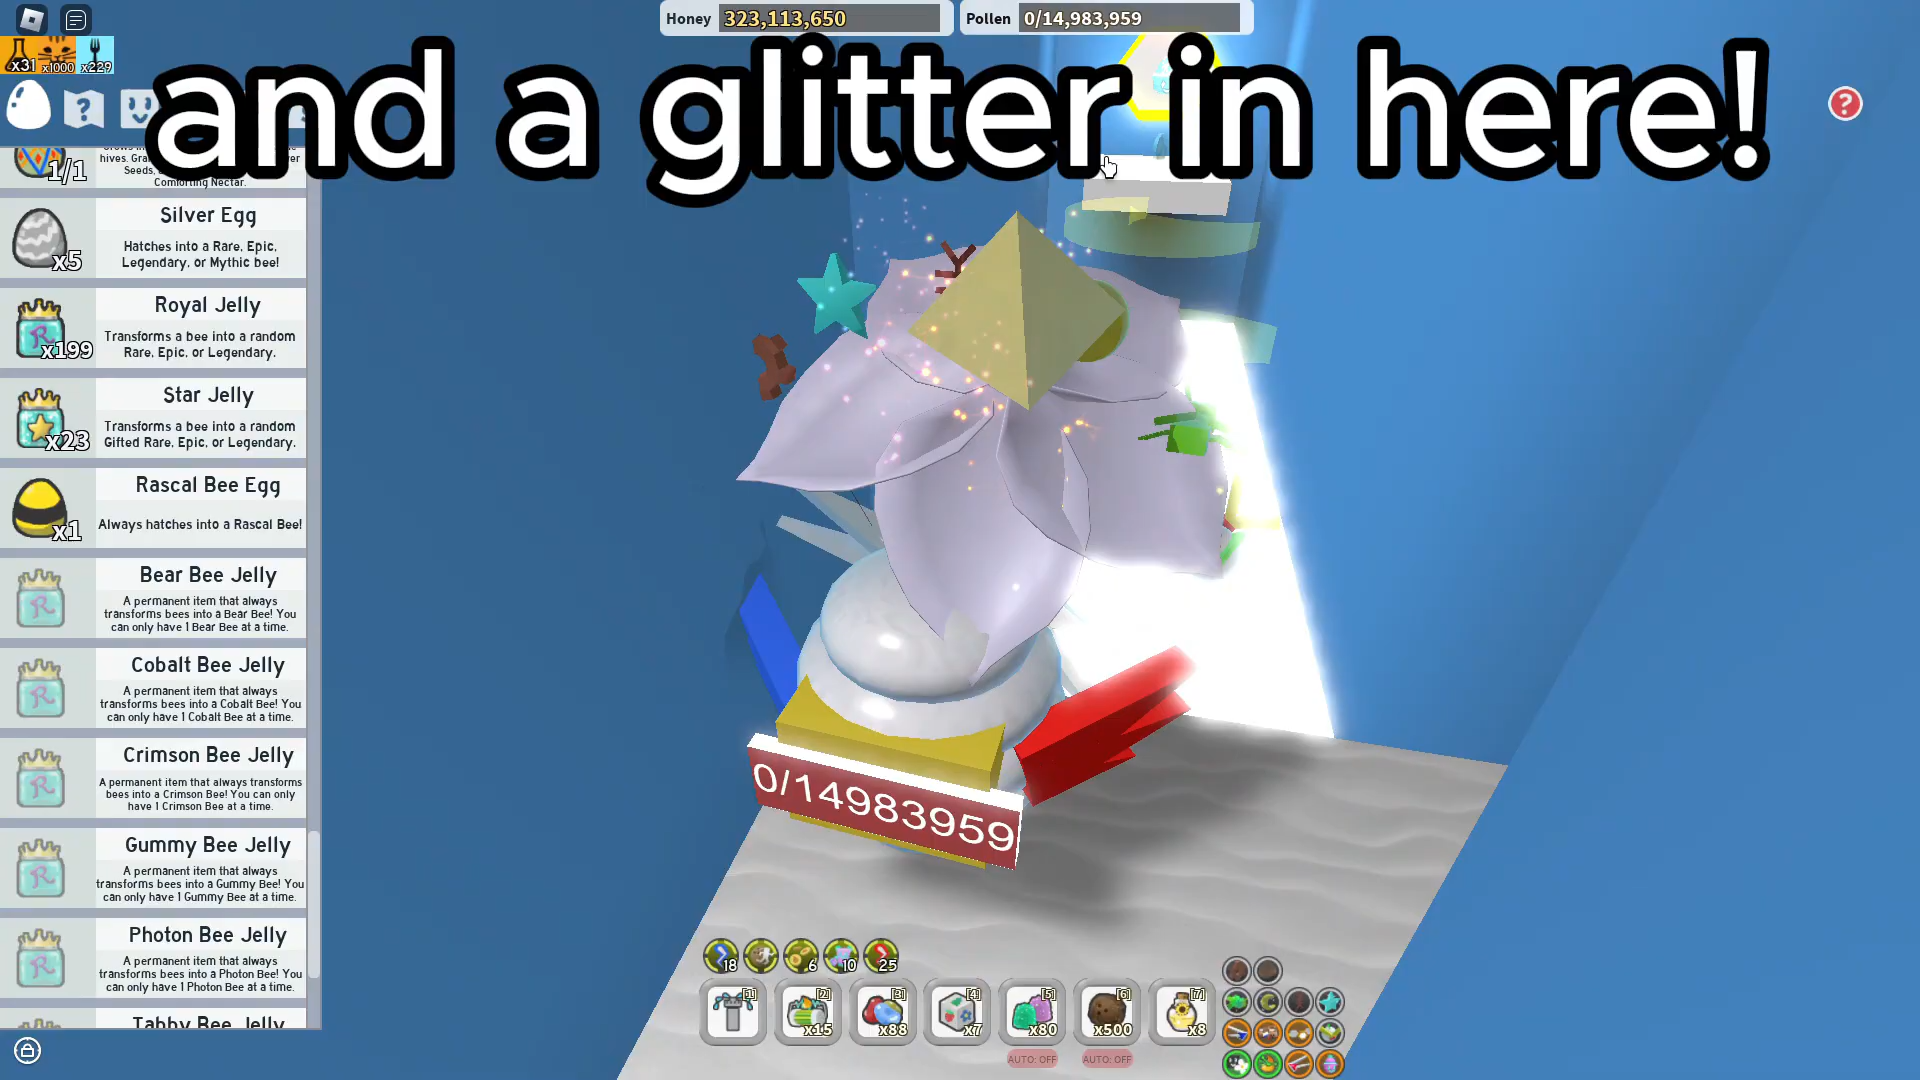 Honey 323,113,650
Pollen 0/14,983,959
x31 x1000 x229
and a glitter in here!
?
?
1/1
Comforting Nectar.
Silver Egg
Hatches into a Rare, Epic,
Legendary, or Mythic bee!
x5
Royal Jelly
Transforms a bee into a random
Rare, Epic, or Legendary.
R
x199
Star Jelly
Transforms a bee into a random
Gifted Rare, Epic, or Legendary.
x23
Rascal Bee Egg
Always hatches into a Rascal Bee!
x1
Bear Bee Jelly
A permanent item that always
transforms bees into a Bear Bee! You
can only have 1 Bear Bee at a time.
R
Cobalt Bee Jelly
A permanent item that always
transforms bees into a Cobalt Bee! You
can only have 1 Cobalt Bee at a time.
R
Crimson Bee Jelly
A permanent item that always transforms
bees into a Crimson Bee! You can only
have 1 Crimson Bee at a time.
R
Gummy Bee Jelly
A permanent item that always
transforms bees into a Gummy Bee! You
can only have 1 Gummy Bee at a time.
R
Photon Bee Jelly
A permanent item that always
transforms bees into a Photon Bee! You
can only have 1 Photon Bee at a time.
R
Tabby Bee Jelly
0/14983959
18 6 10 25
[1] [2] [3] [4] [5] [6] [7]
x15 x88 x7 x80 x500 x8
AUTO: OFF AUTO: OFF